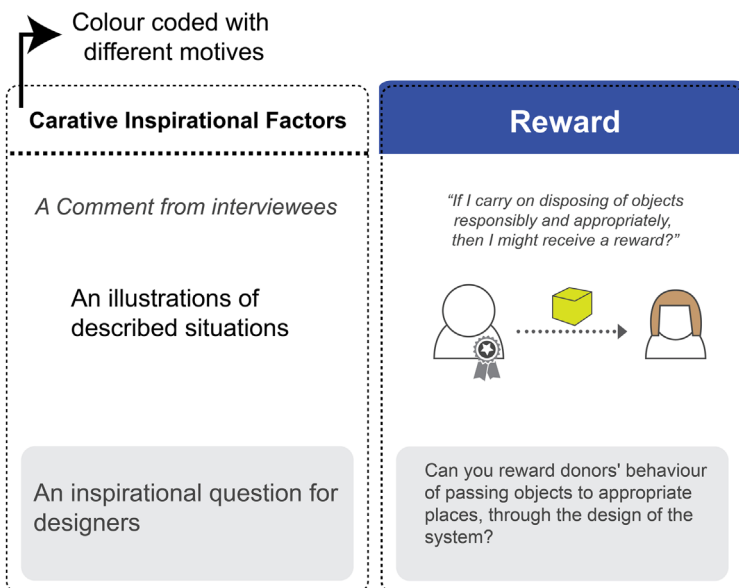 Colour coded with
different motives
Carative Inspirational Factors
A Comment from interviewees
An illustrations of
described situations
An inspirational question for
designers
Reward
“If I carry on disposing of objects
responsibly and appropriately,
then I might receive a reward?”
Can you reward donors' behaviour
of passing objects to appropriate
places, through the design of the
system?